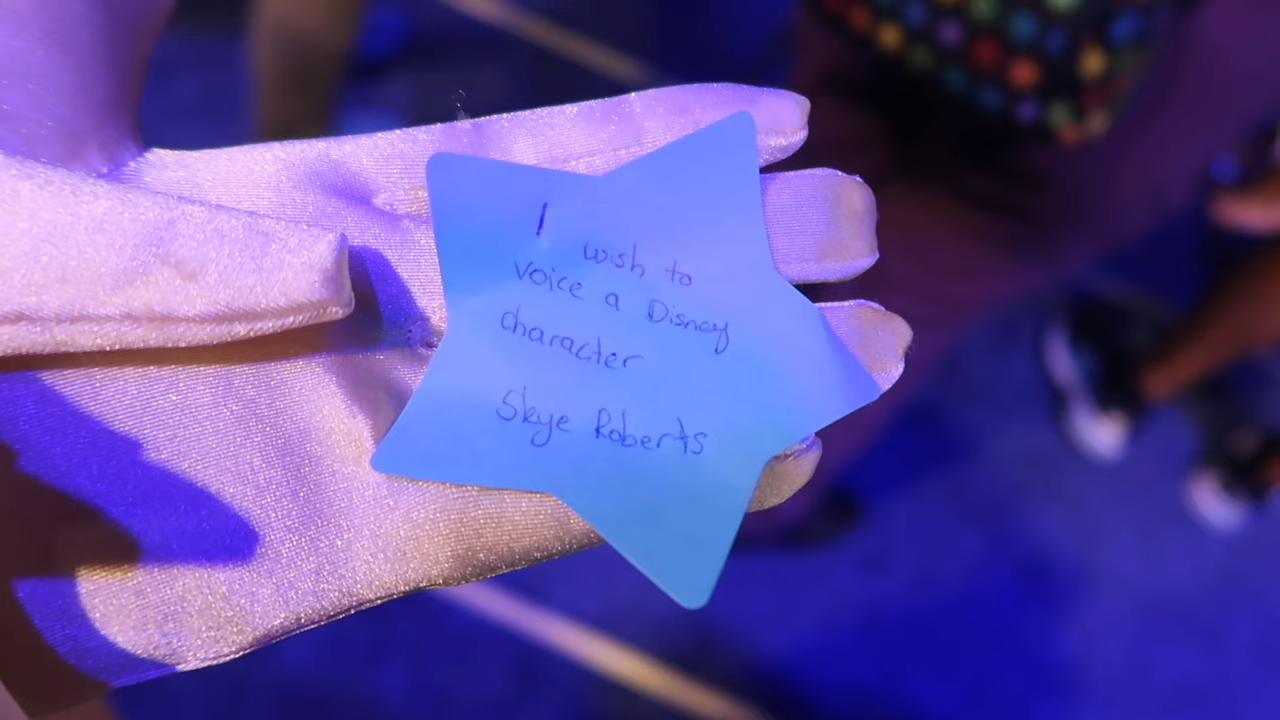 I
wish to
voice a Disney
character
Skye Roberts